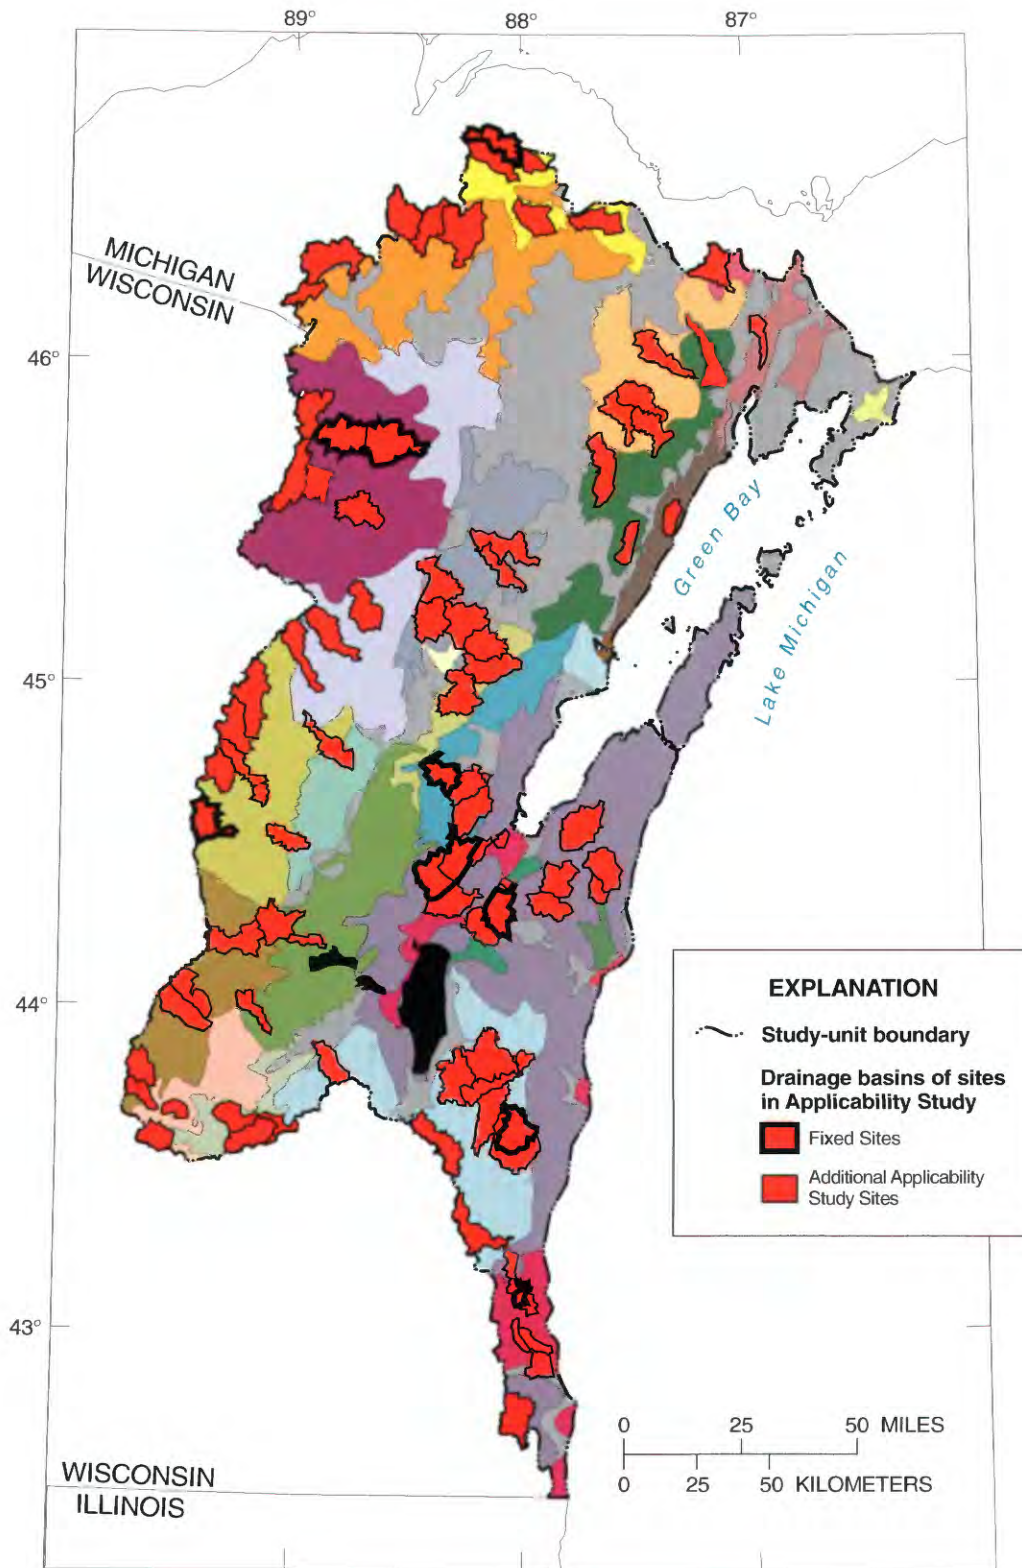 89°
88°
87°
MICHIGAN
WISCONSIN
46°
Green Bay
Lake Michigan
45°
44°
EXPLANATION
Study-unit boundary
Drainage basins of sites
in Applicability Study
Fixed Sites
Additional Applicability
Study Sites
43°
0 25 50 MILES
0 25 50 KILOMETERS
WISCONSIN
ILLINOIS